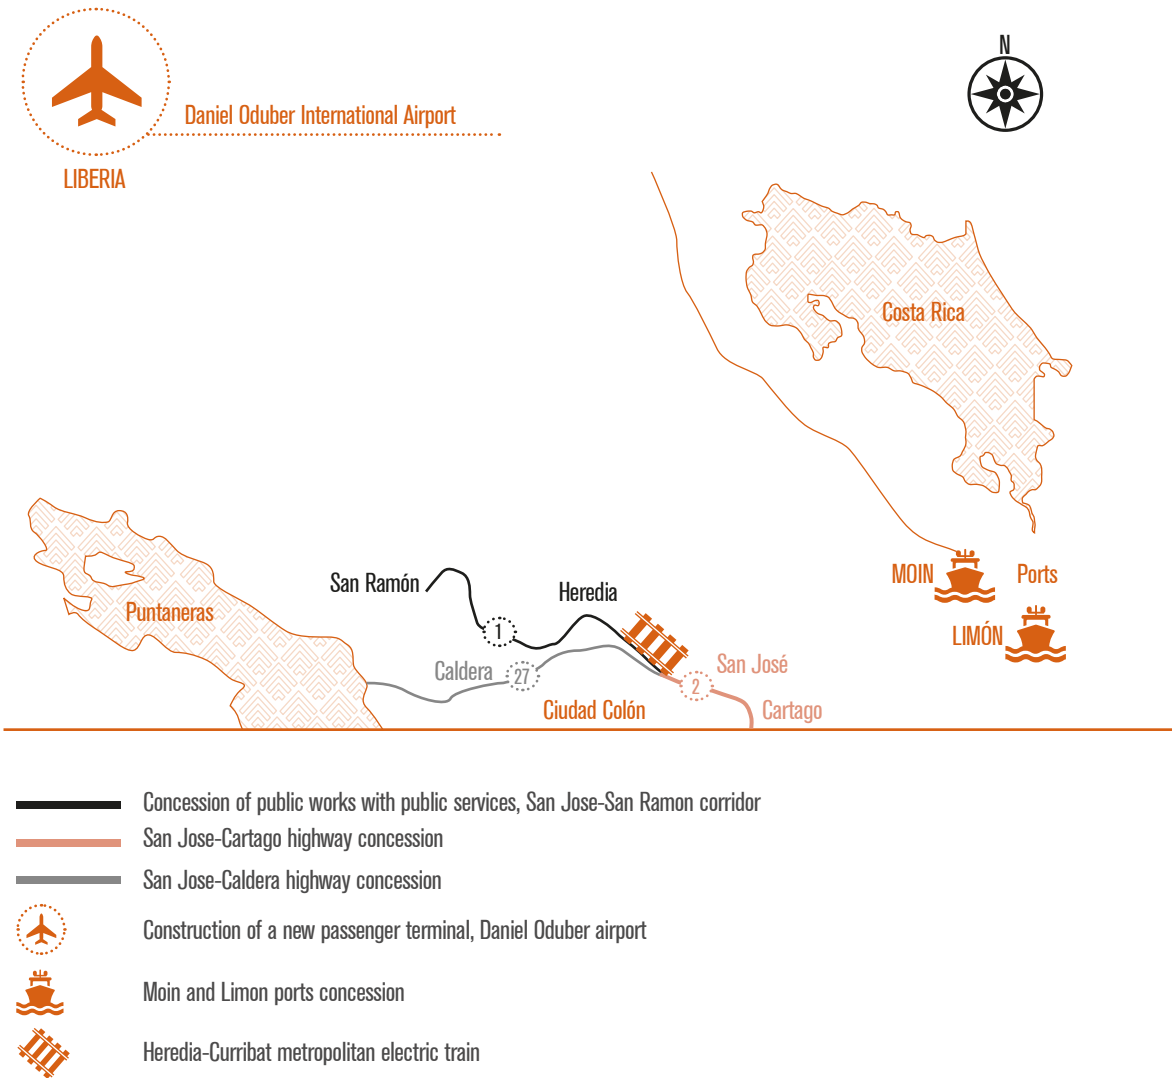 N
Daniel Oduber International Airport
LIBERIA
Costa Rica
San Ramón
Heredia
MOIN
Ports
Puntaneras
1
LIMÓN
Caldera
27
San José
2
Ciudad Colón
Cartago
Concession of public works with public services, San Jose-San Ramon corridor
San Jose-Cartago highway concession
San Jose-Caldera highway concession
Construction of a new passenger terminal, Daniel Oduber airport
Moin and Limon ports concession
Heredia-Curribat metropolitan electric train